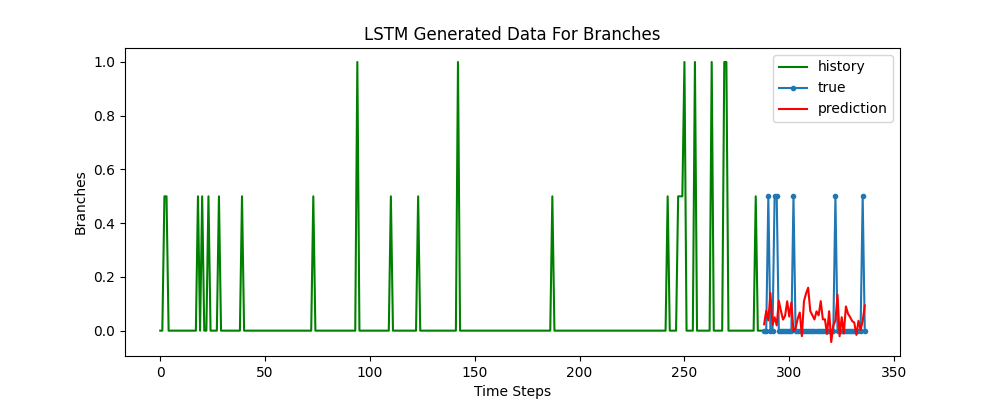 LSTM Generated Data For Branches
1.0
0.8
0.6
0.4
0.2
0.0
Branches
history
true
prediction
0 50 100 150 200 250 300 350
Time Steps